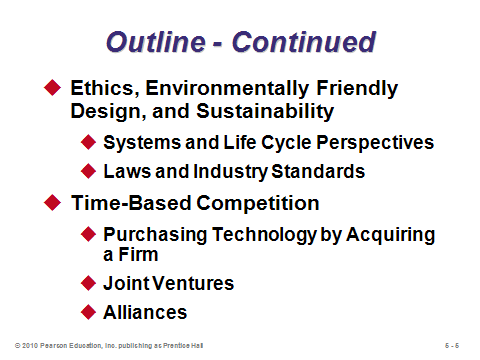 Outline - Continued
Ethics, Environmentally Friendly
Design, and Sustainability
Systems and Life Cycle Perspectives
Laws and Industry Standards
Time-Based Competition
Purchasing Technology by Acquiring
a Firm
Joint Ventures
Alliances
© 2010 Pearson Education, Inc. publishing as Prentice Hall
5 - 5